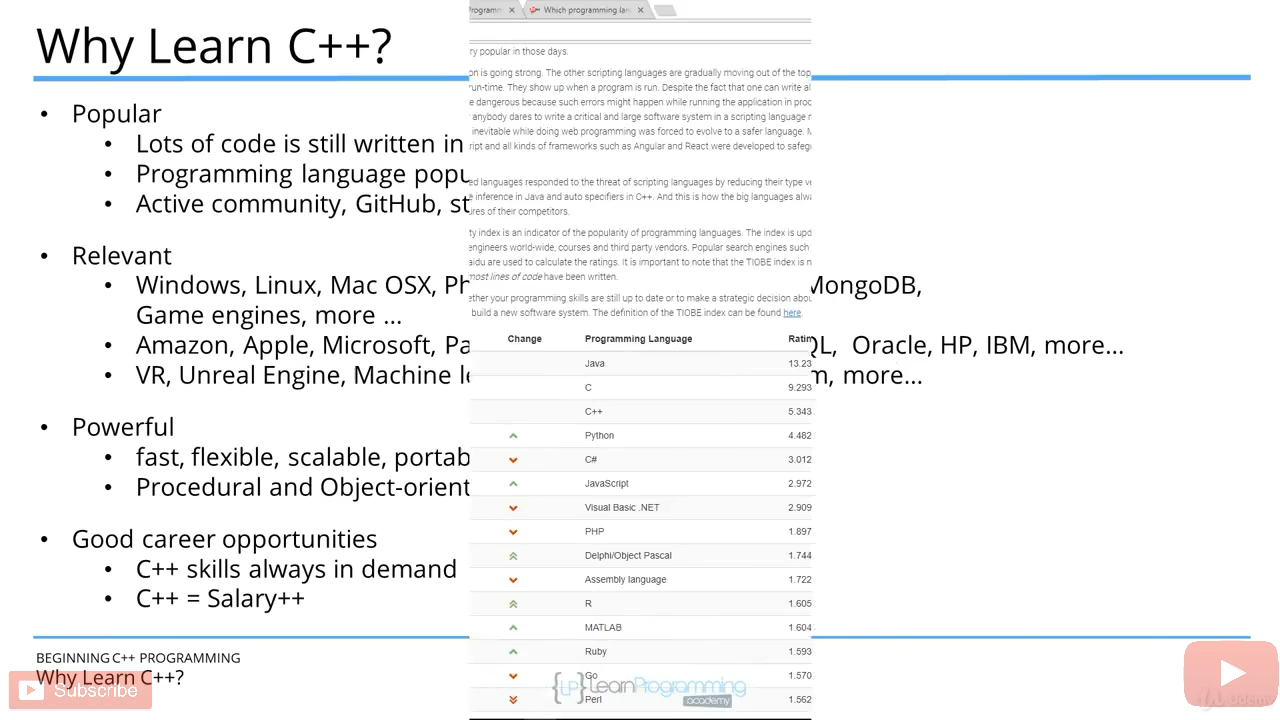 Why Learn C++?
Programm × Which programming lan ×
• Popular
• Lots of code is still written in
• Programming language popu
• Active community, GitHub, st
• Relevant
• Windows, Linux, Mac OSX, Ph MongoDB,
Game engines, more ...
• Amazon, Apple, Microsoft, Pa QL, Oracle, HP, IBM, more...
• VR, Unreal Engine, Machine le m, more...
• Powerful
• fast, flexible, scalable, portab
• Procedural and Object-orient
• Good career opportunities
• C++ skills always in demand
• C++ = Salary++
ry popular in those days.
on is going strong. The other scripting languages are gradually moving out of the top
run-time. They show up when a program is run. Despite the fact that one can write al
e dangerous because such errors might happen while running the application in proc
anybody dares to write a critical and large software system in a scripting language
inevitable while doing web programming was forced to evolve to a safer language.
ript and all kinds of frameworks such as Angular and React were developed to safegu
ed languages responded to the threat of scripting languages by reducing their type ve
e inference in Java and auto specifiers in C++. And this is how the big languages alwa
res of their competitors.
ty index is an indicator of the popularity of programming languages. The index is upd
engineers world-wide, courses and third party vendors. Popular search engines such
aidu are used to calculate the ratings. It is important to note that the TIOBE index is n
most lines of code have been written.
ether your programming skills are still up to date or to make a strategic decision abou
build a new software system. The definition of the TIOBE index can be found here.
Change Programming Language Ratin
Java 13.23
C 9.293
C++ 5.343
Python 4.482
C# 3.012
JavaScript 2.972
Visual Basic .NET 2.909
PHP 1.897
Delphi/Object Pascal 1.744
Assembly language 1.722
R 1.605
MATLAB 1.604
Ruby 1.593
Go 1.570
Perl 1.562
{LP} LearnProgramming
academy
BEGINNING C++ PROGRAMMING
Why Learn C++?
Subscribe
Udemy